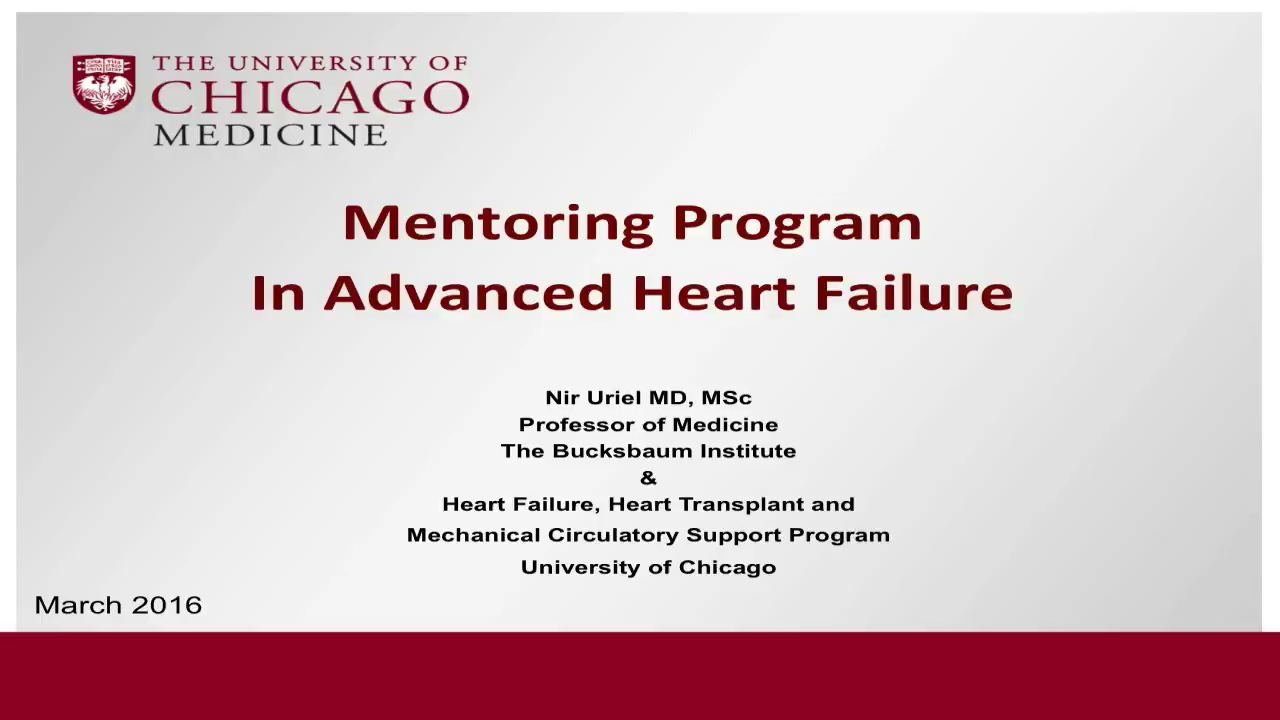 THE UNIVERSITY OF
CHICAGO
MEDICINE
Mentoring Program
In Advanced Heart Failure
Nir Uriel MD, MSc
Professor of Medicine
The Bucksbaum Institute
&
Heart Failure, Heart Transplant and
Mechanical Circulatory Support Program
University of Chicago
March 2016